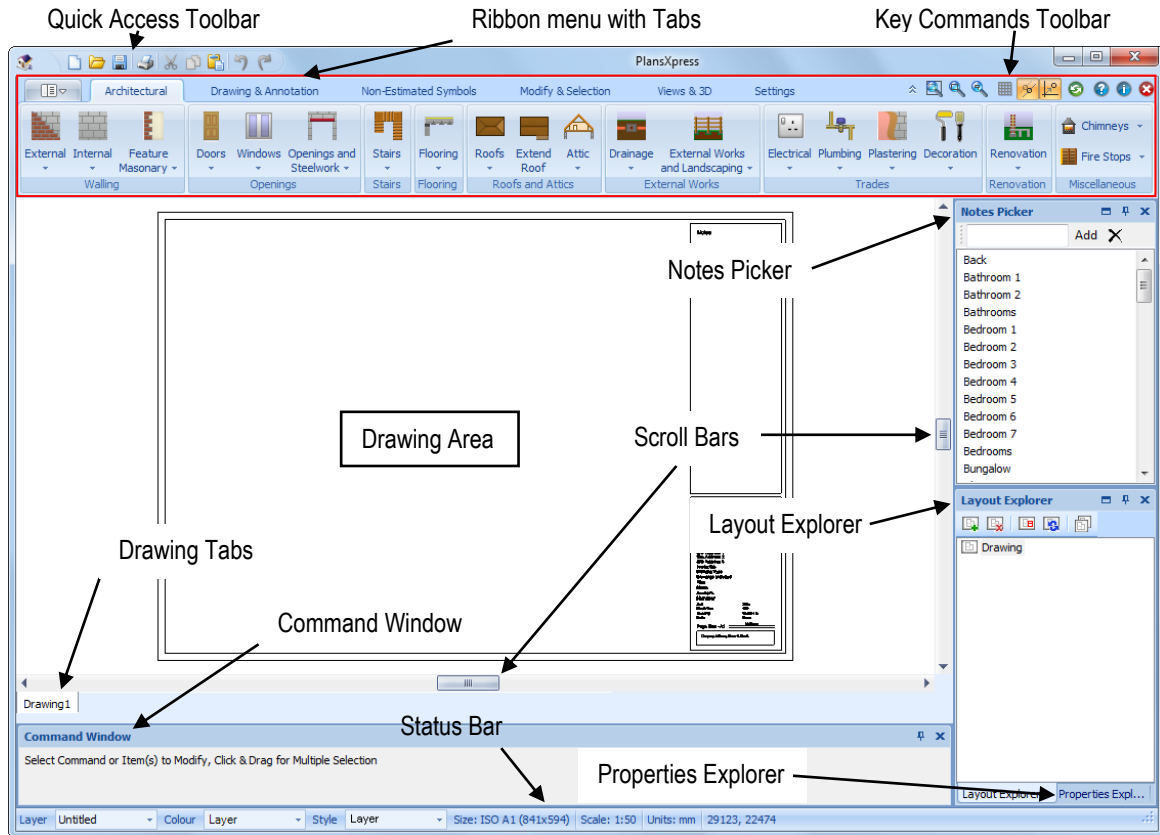 Quick Access Toolbar
Ribbon menu with Tabs
Key Commands Toolbar
PlansXpress
Architectural
Drawing & Annotation
Non-Estimated Symbols
Modify & Selection
Views & 3D
Settings
External
Internal
Feature
Masonary
Walling
Doors
Windows
Openings and
Steelwork
Openings
Stairs
Stairs
Flooring
Flooring
Roofs
Extend
Roof
Attic
Roofs and Attics
Drainage
External Works
and Landscaping
External Works
Electrical
Plumbing
Plastering
Decoration
Trades
Renovation
Renovation
Chimneys
Fire Stops
Miscellaneous
Notes
Notes Picker
Notes Picker
Add
Back
Bathroom 1
Bathroom 2
Bathrooms
Bedroom 1
Bedroom 2
Bedroom 3
Bedroom 4
Bedroom 5
Bedroom 6
Bedroom 7
Bedrooms
Bungalow
Drawing Area
Scroll Bars
Layout Explorer
Layout Explorer
Drawing
Drawing Tabs
Command Window
Drawing1
Command Window
Status Bar
Select Command or Item(s) to Modify, Click & Drag for Multiple Selection
Properties Explorer
Layout Explorer
Properties Expl...
Layer
Untitled
Colour
Layer
Style
Layer
Size: ISO A1 (841x594)
Scale: 1:50
Units: mm
29123, 22474